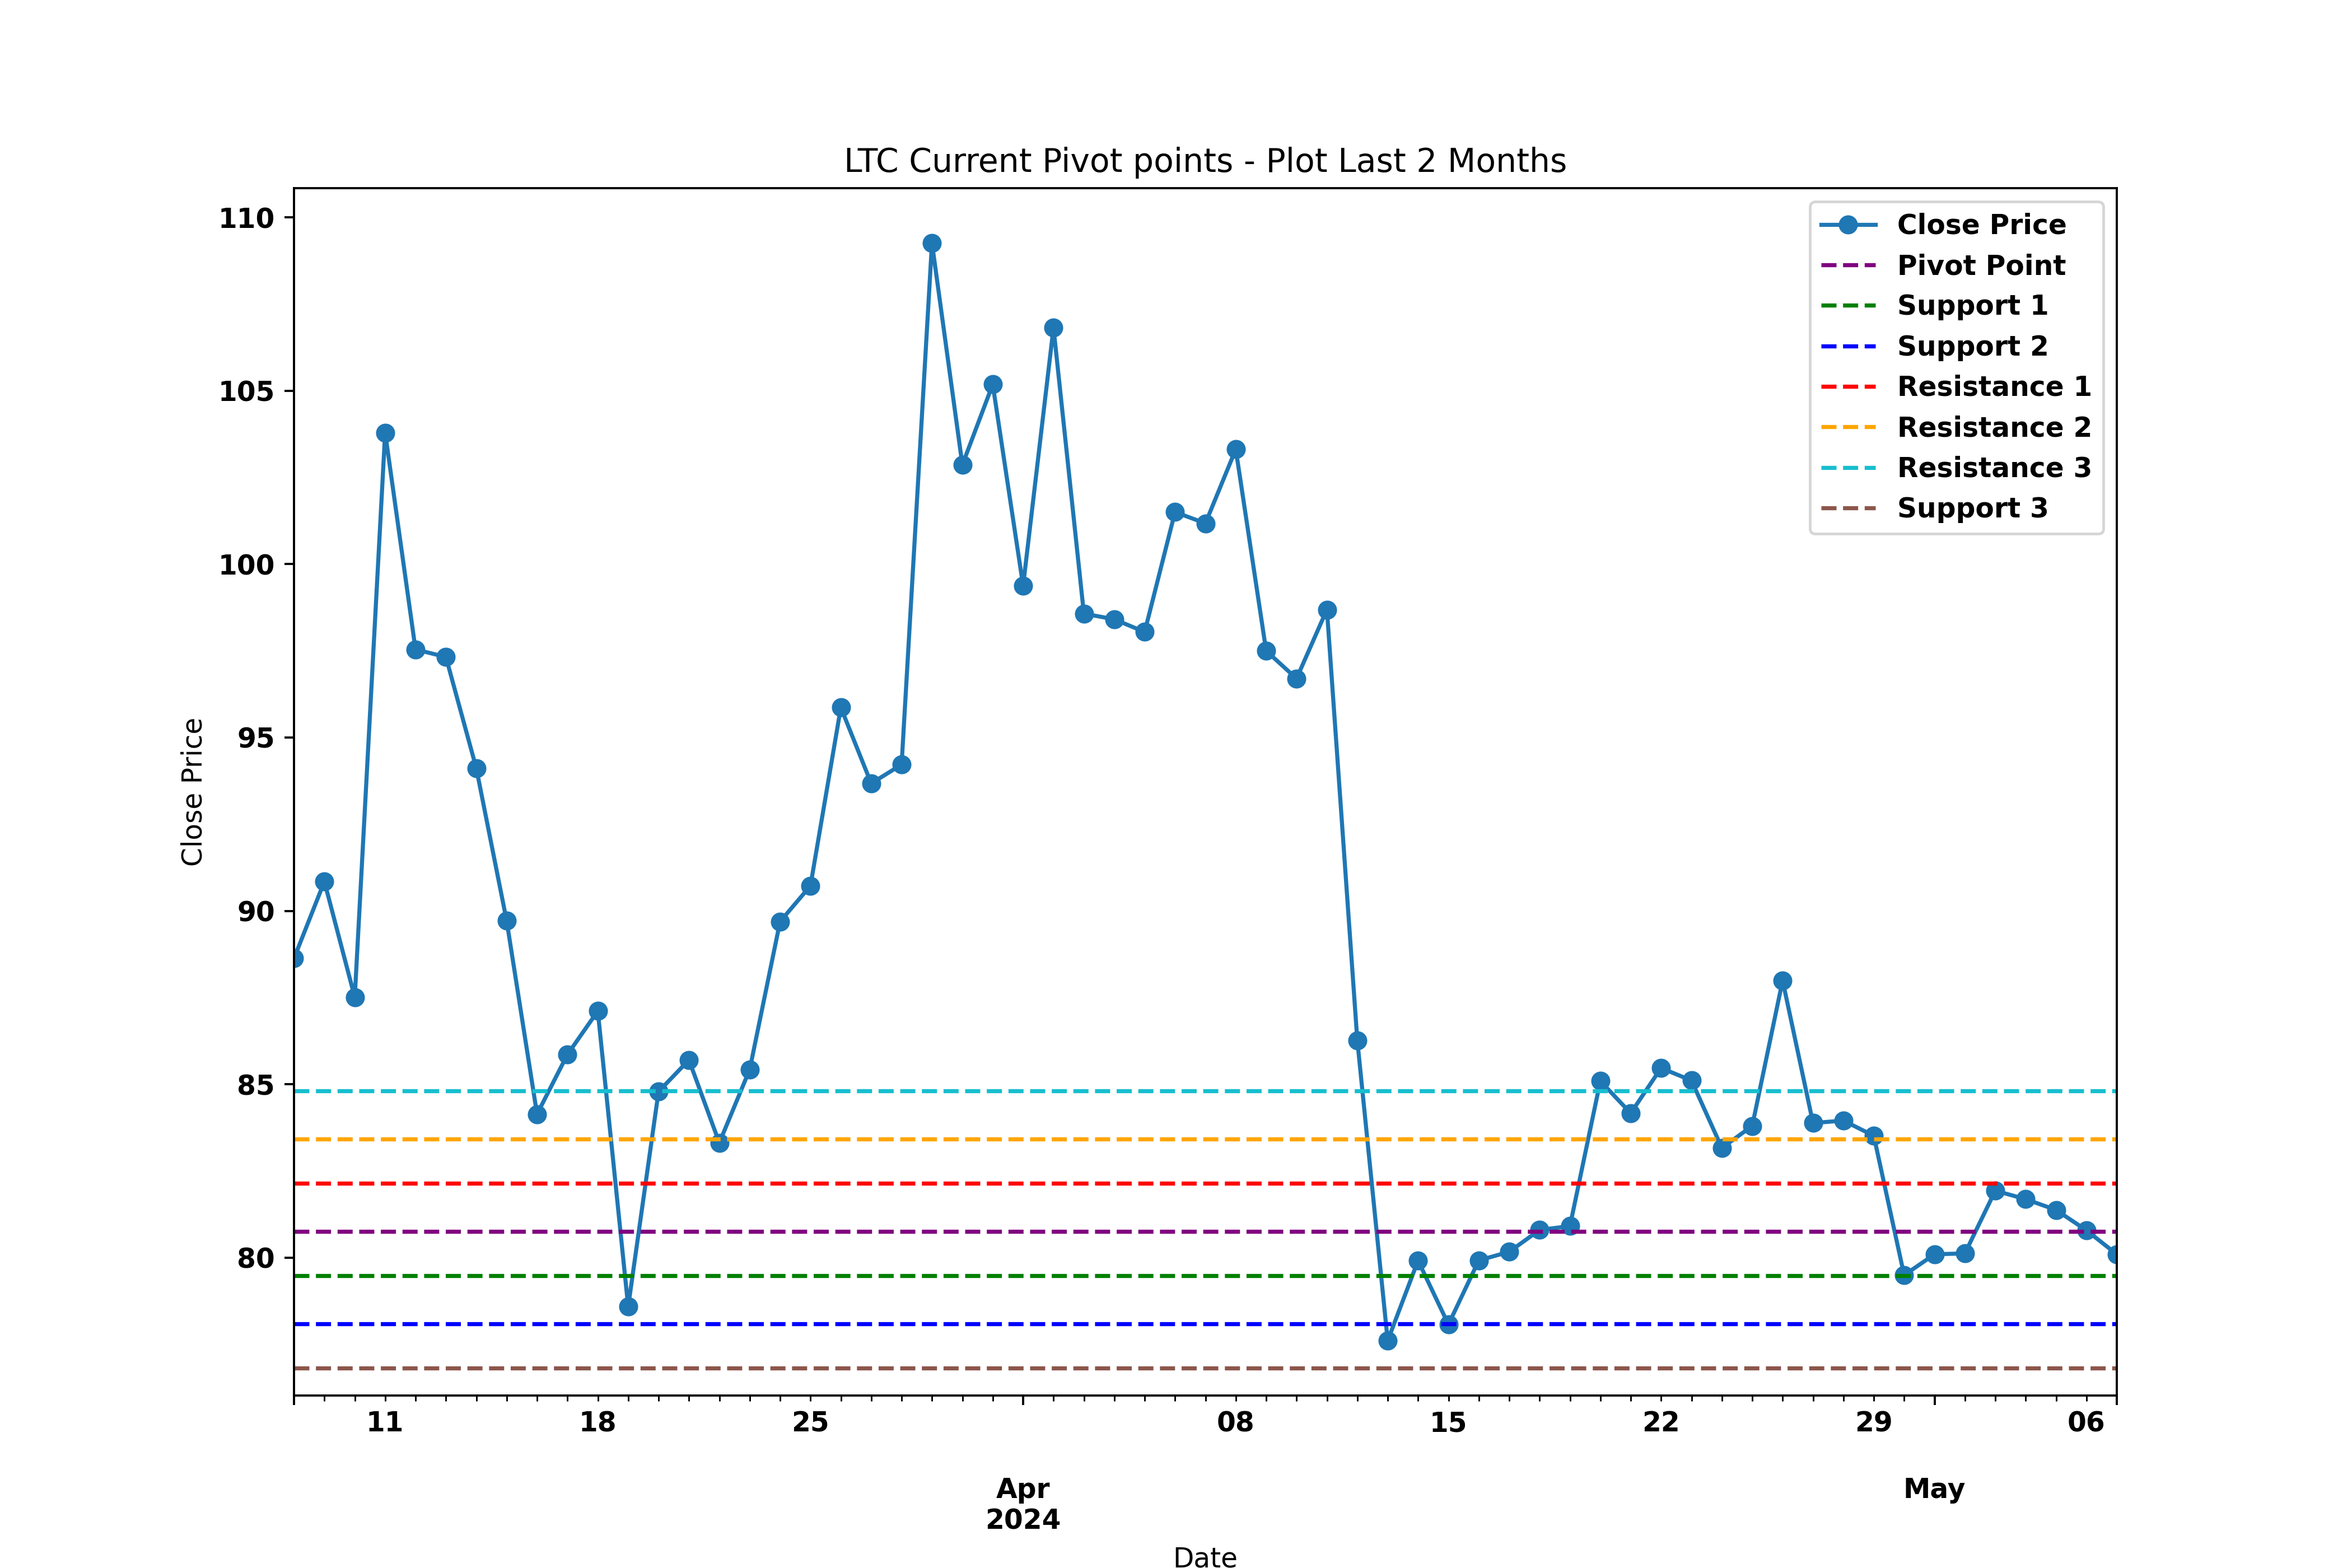 LTC Current Pivot points - Plot Last 2 Months
110
105
100
95
90
85
80
Close Price
Close Price
Pivot Point
Support 1
Support 2
Resistance 1
Resistance 2
Resistance 3
Support 3
11 18 25 08 15 22 29 06
Apr May
2024
Date